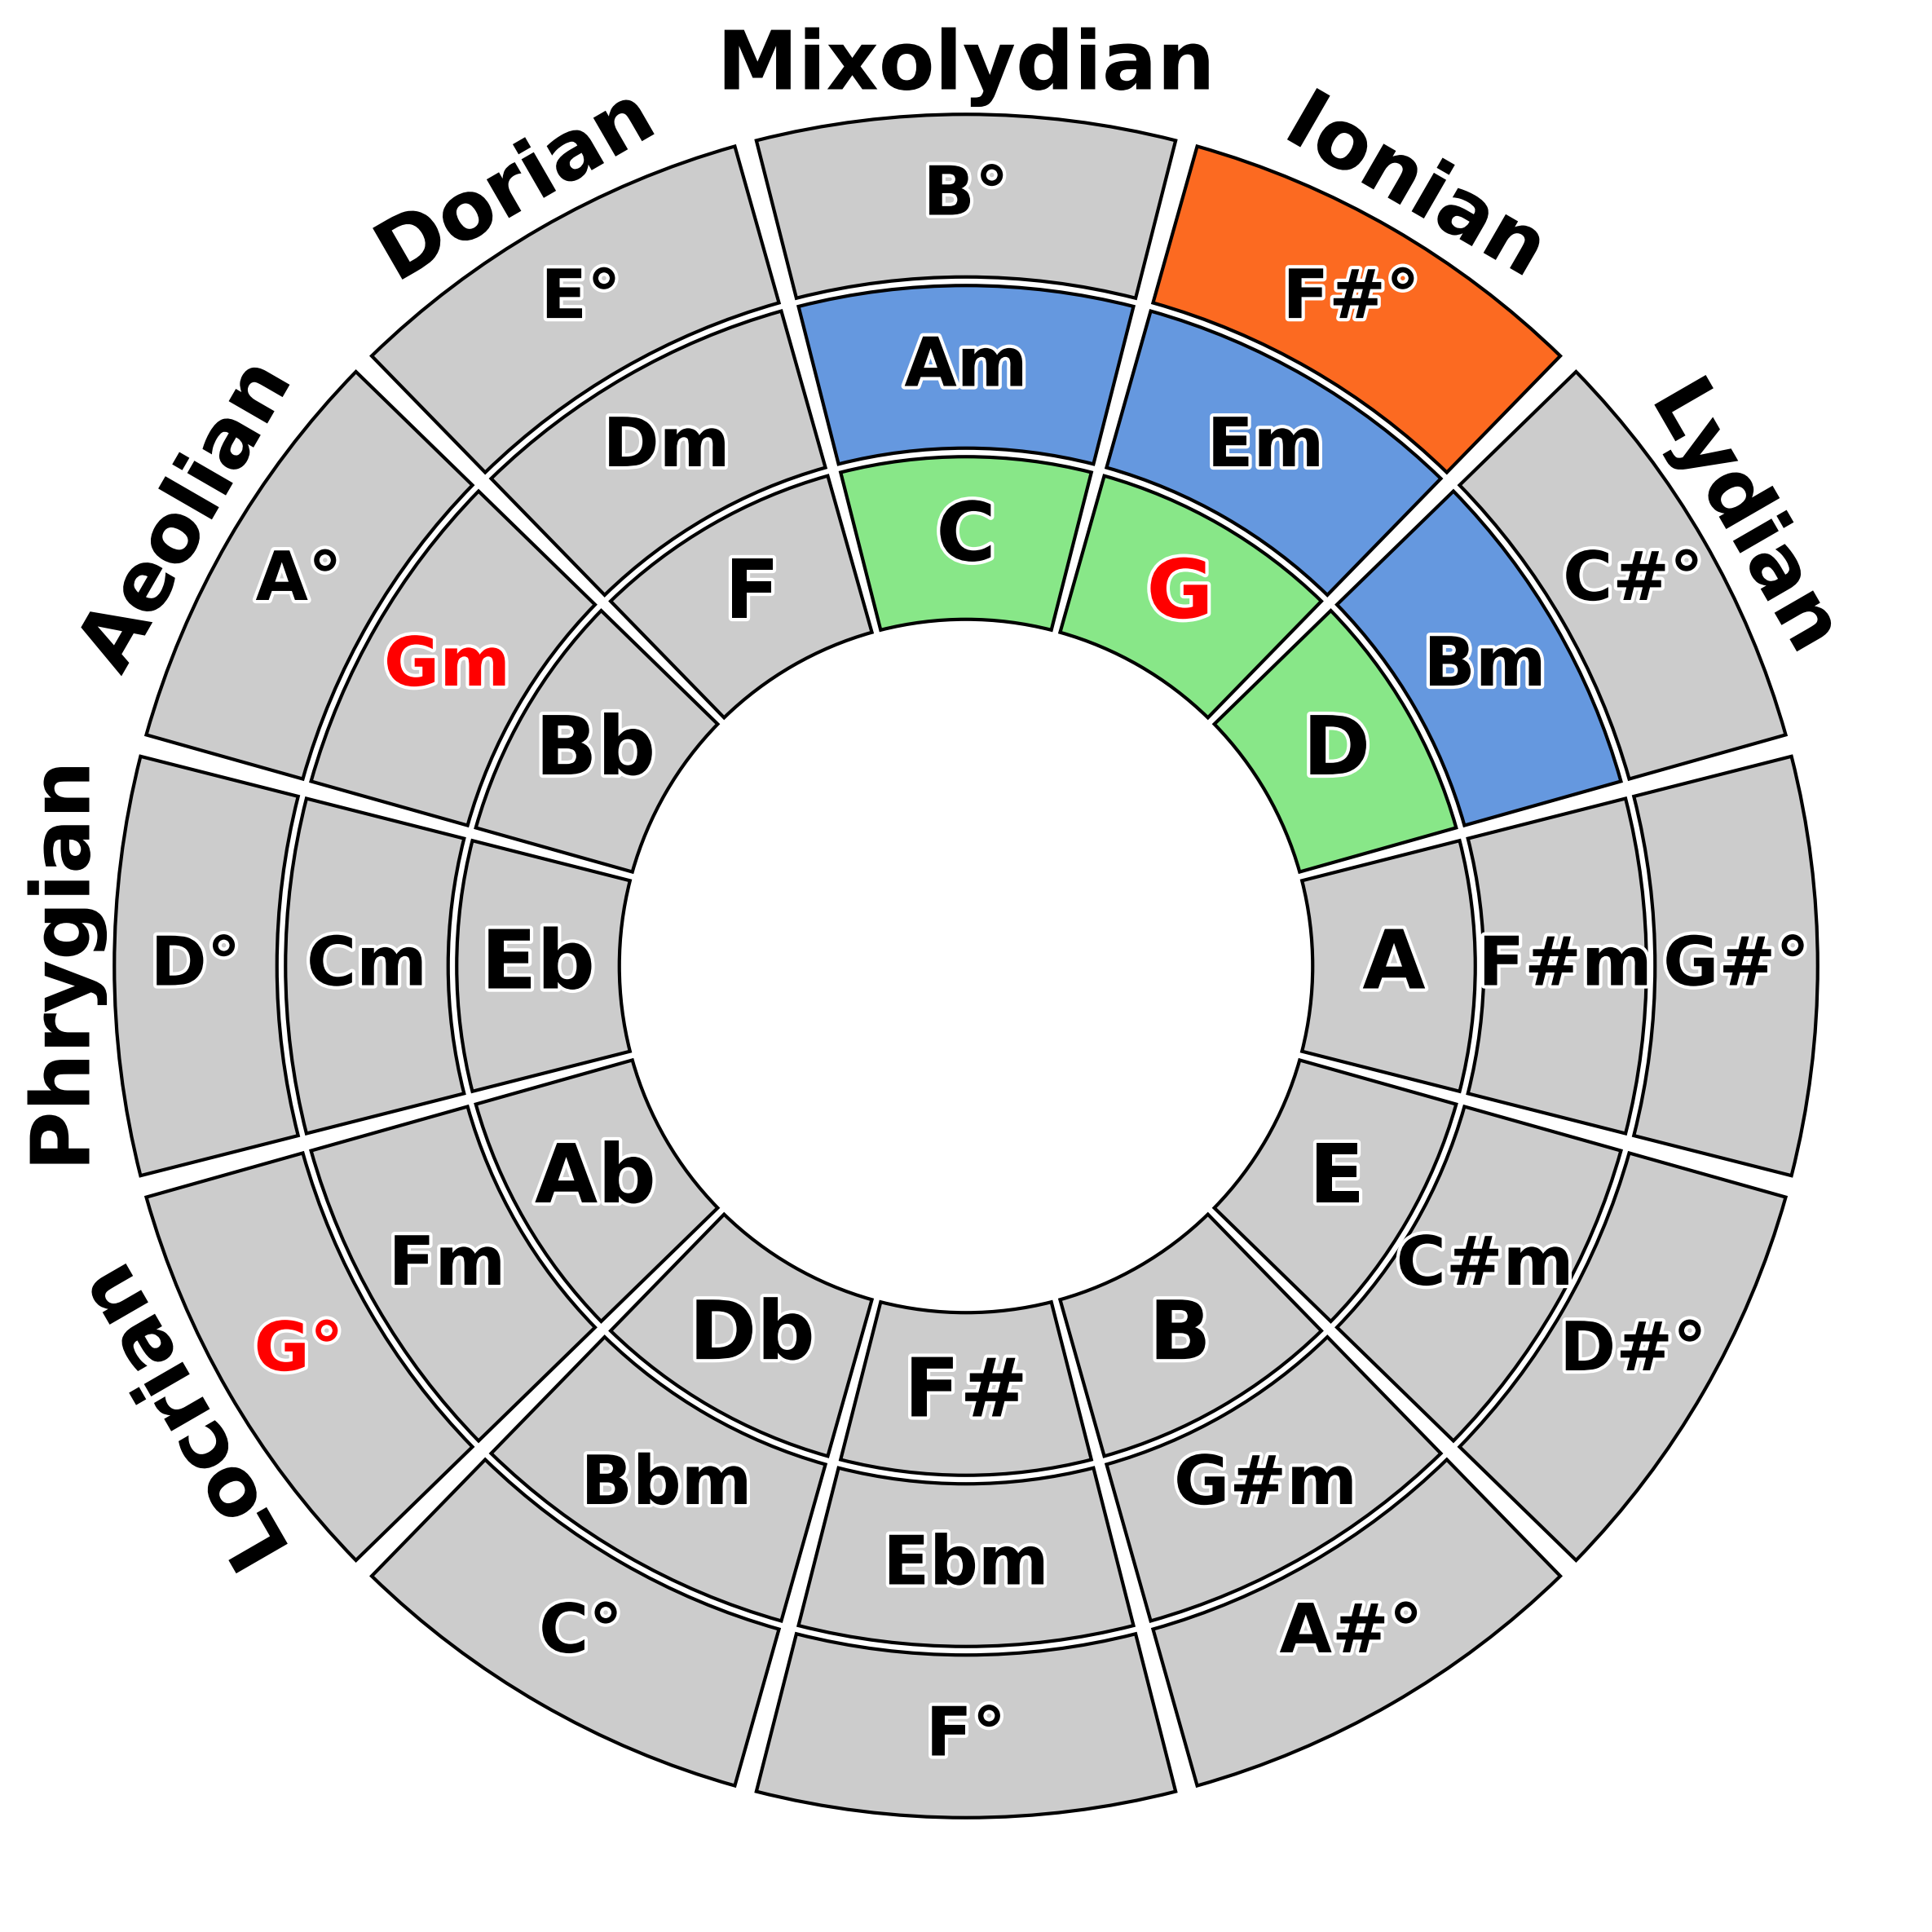 Mixolydian
Ionian
Lydian
Dorian
Aeolian
Phrygian
Locrian
B°
F#°
C#°
G#°
D#°
A#°
F°
C°
G°
D°
A°
E°
Am
Em
Bm
F#m
C#m
G#m
Ebm
Bbm
Fm
Cm
Gm
Dm
C
G
D
A
E
B
F#
Db
Ab
Eb
Bb
F